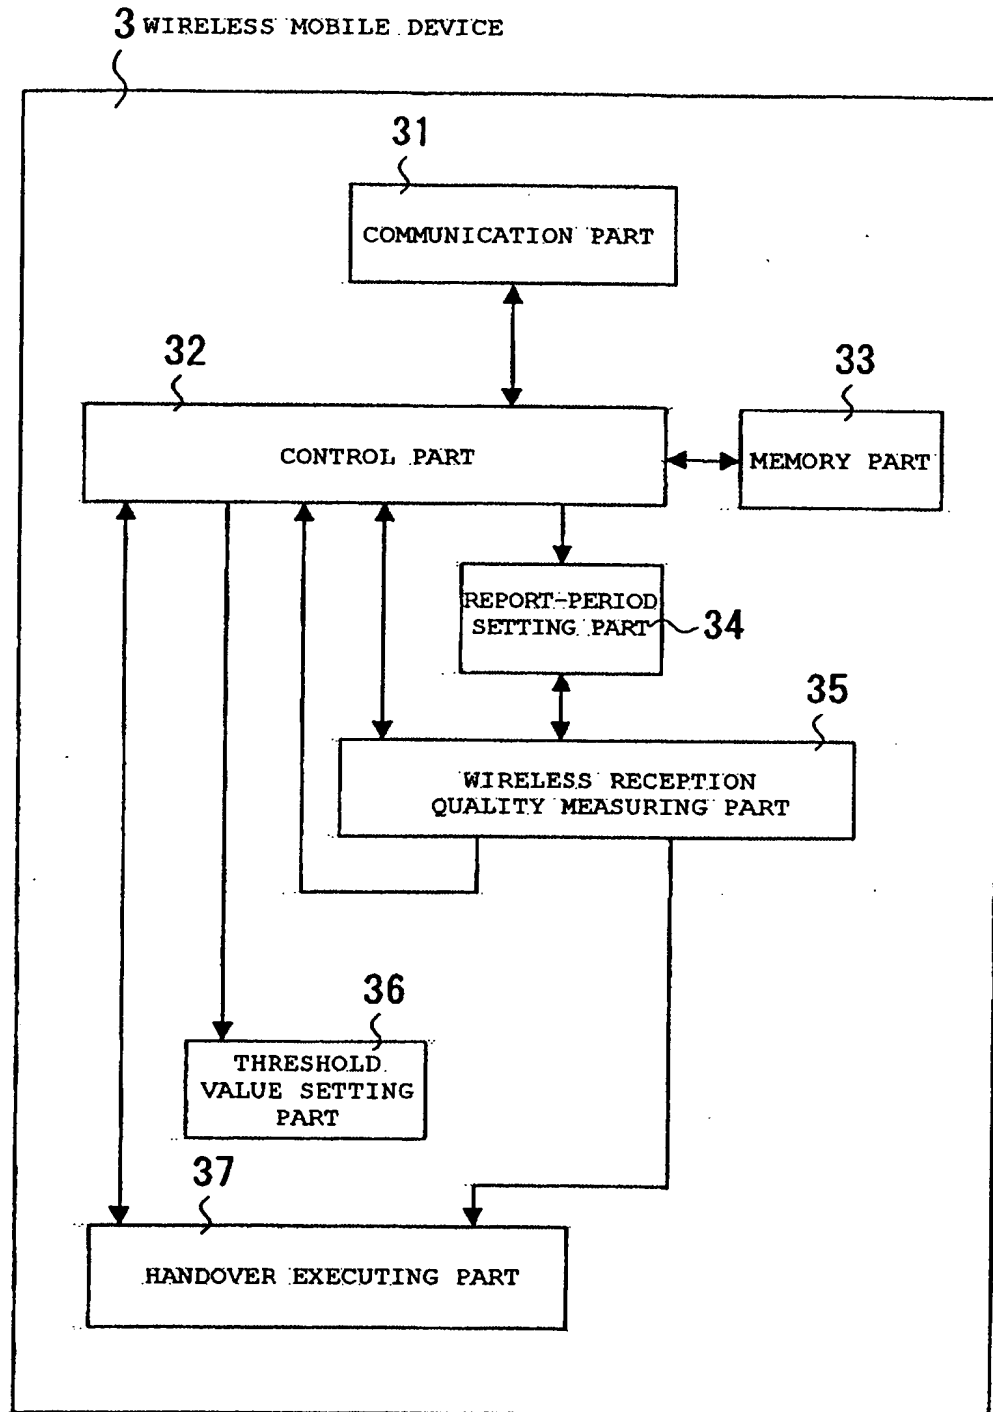 3 WIRELESS MOBILE DEVICE
31
COMMUNICATION PART
32
33
CONTROL PART
MEMORY PART
REPORT-PERIOD
SETTING PART
34
35
WIRELESS RECEPTION
QUALITY MEASURING PART
36
THRESHOLD
VALUE SETTING
PART
37
HANDOVER EXECUTING PART